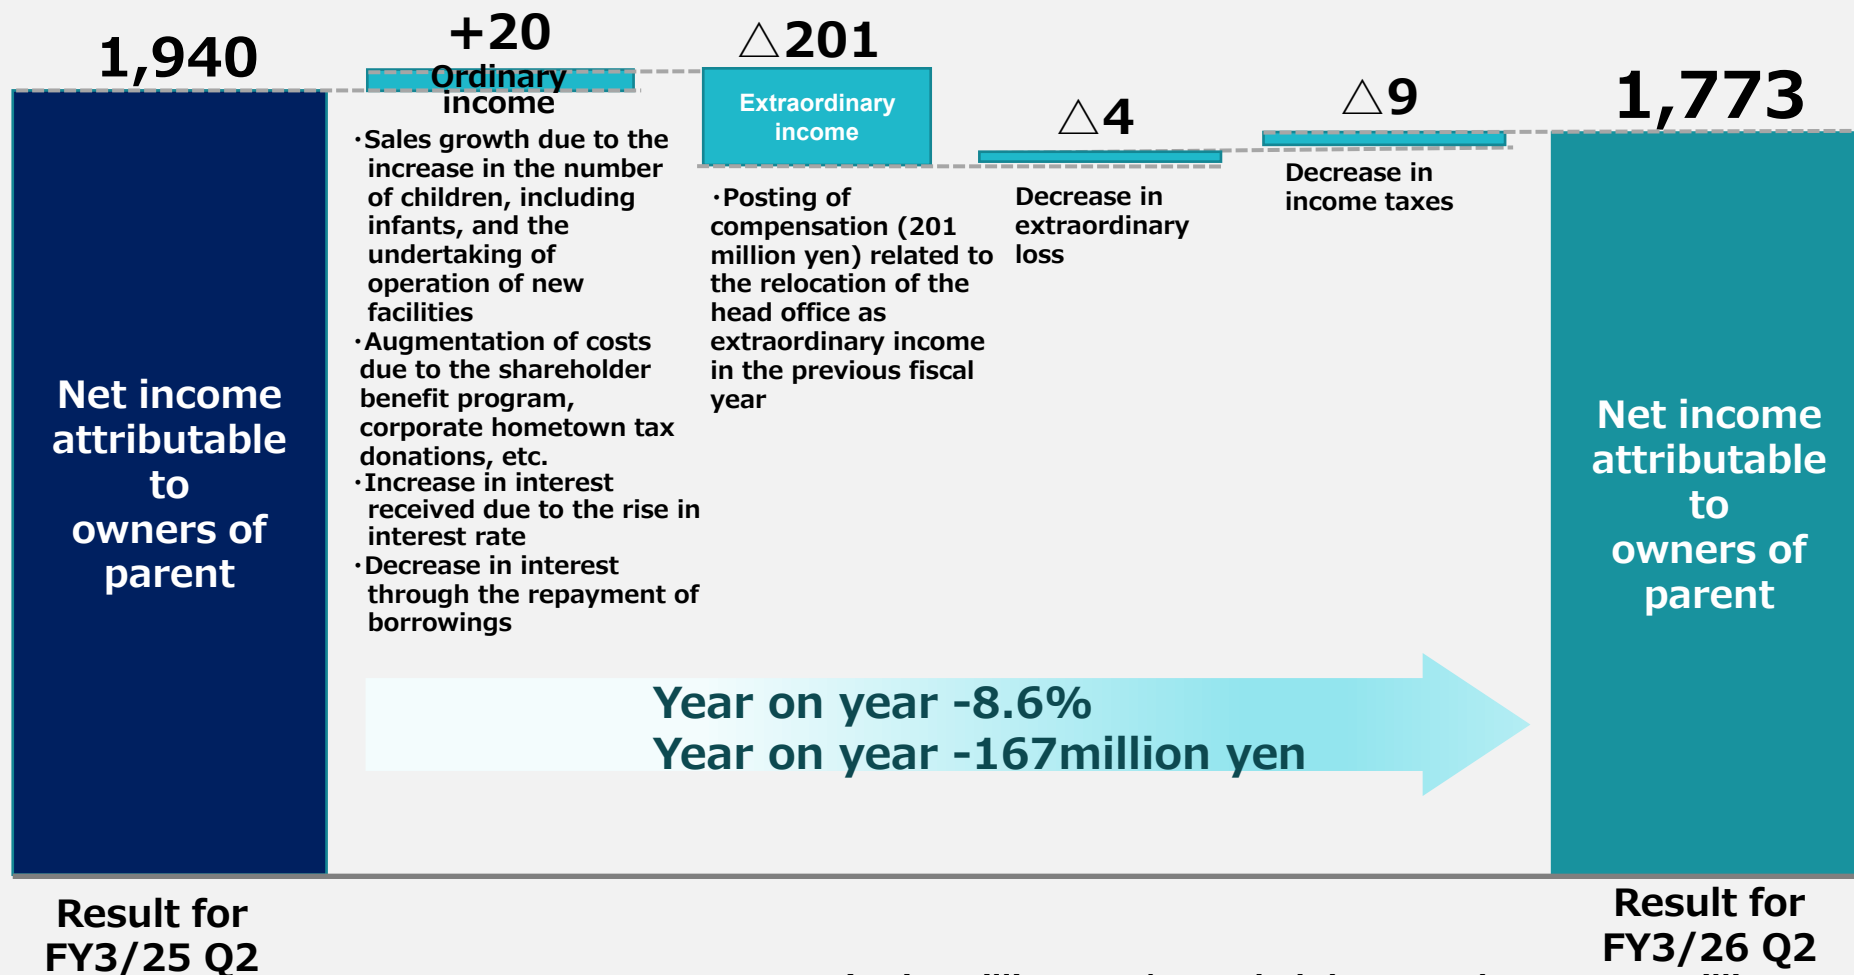 1,940
Net income
attributable
to
owners of
parent
Result for
FY3/25 Q2
+20
Ordinary
income
・Sales growth due to the
increase in the number
of children, including
infants, and the
undertaking of
operation of new
facilities
・Augmentation of costs
due to the shareholder
benefit program,
corporate hometown tax
donations, etc.
・Increase in interest
received due to the rise in
interest rate
・Decrease in interest
through the repayment of
borrowings
△201
Extraordinary
income
・Posting of
compensation (201
million yen) related to
the relocation of the
head office as
extraordinary income
in the previous fiscal
year
△4
Decrease in
extraordinary
loss
△9
Decrease in
income taxes
Year on year -8.6%
Year on year -167million yen
1,773
Net income
attributable
to
owners of
parent
Result for
FY3/26 Q2